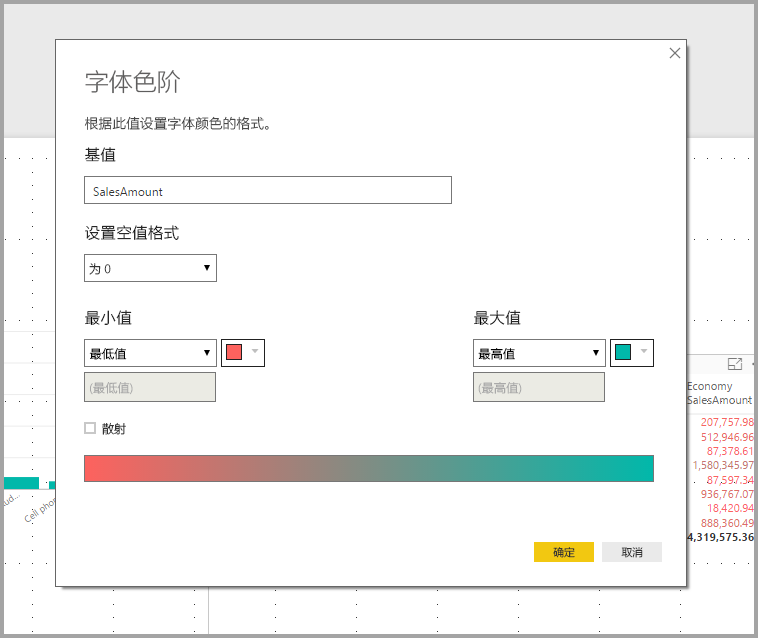 字体色阶
根据此值设置字体颜色的格式。
基值
SalesAmount
设置空值格式
为 0
最小值
最大值
最低值
最高值
(最低值)
(最高值)
散射
确定
取消
Economy
SalesAmount
207,757.98
512,946.96
87,378.61
1,580,345.97
87,597.34
936,767.07
18,420.94
888,360.49
4,319,575.36
ud...
Cell phon